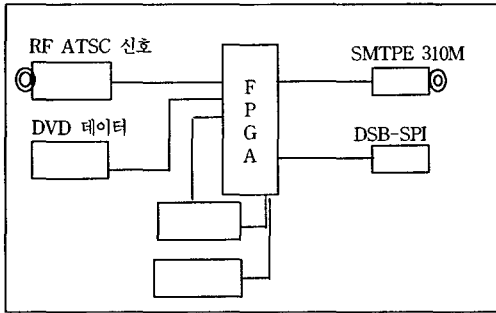 RF ATSC 신호
SMTPE 310M
F
P
G
A
DVD 데이터
DSB-SPI